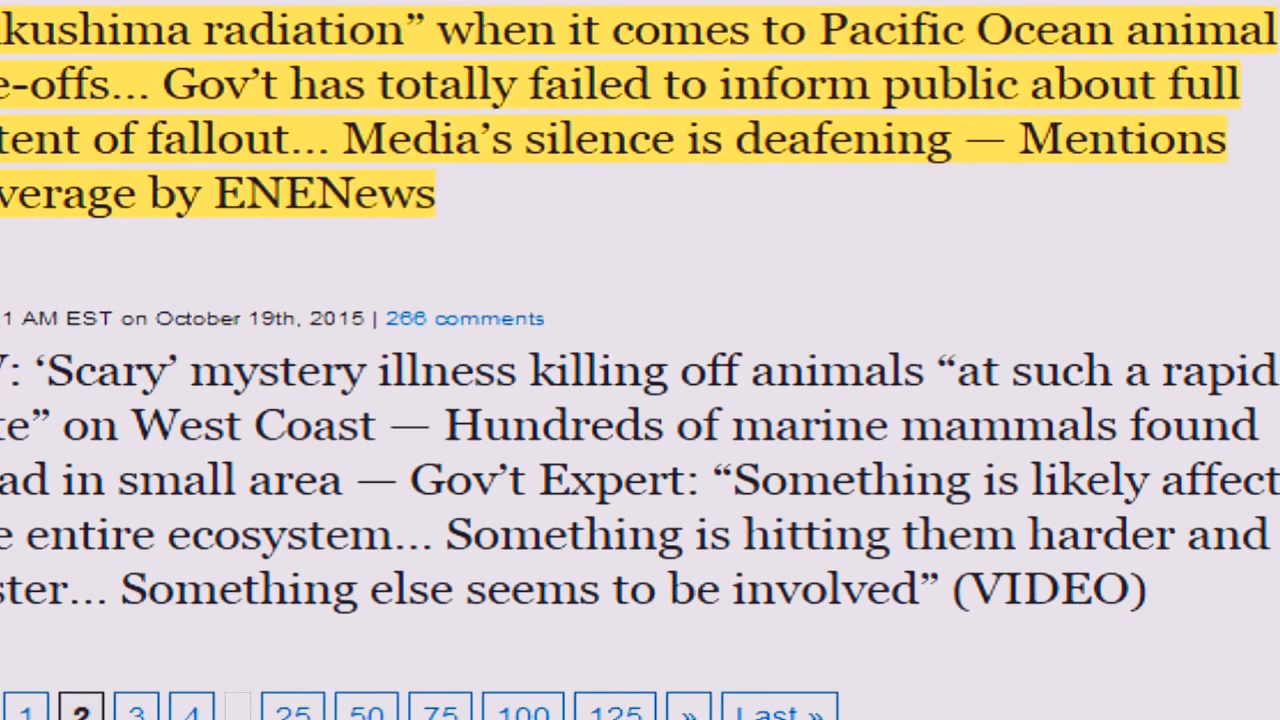 kushima radiation” when it comes to Pacific Ocean animal
e-offs... Gov’t has totally failed to inform public about full
tent of fallout... Media’s silence is deafening — Mentions
verage by ENENews
1 AM EST on October 19th, 2015 | 266 comments
V: ‘Scary’ mystery illness killing off animals “at such a rapid
te” on West Coast — Hundreds of marine mammals found
ad in small area — Gov’t Expert: “Something is likely affect
e entire ecosystem... Something is hitting them harder and
ster... Something else seems to be involved” (VIDEO)
1 2 3 4 25 50 75 100 125 » Last »